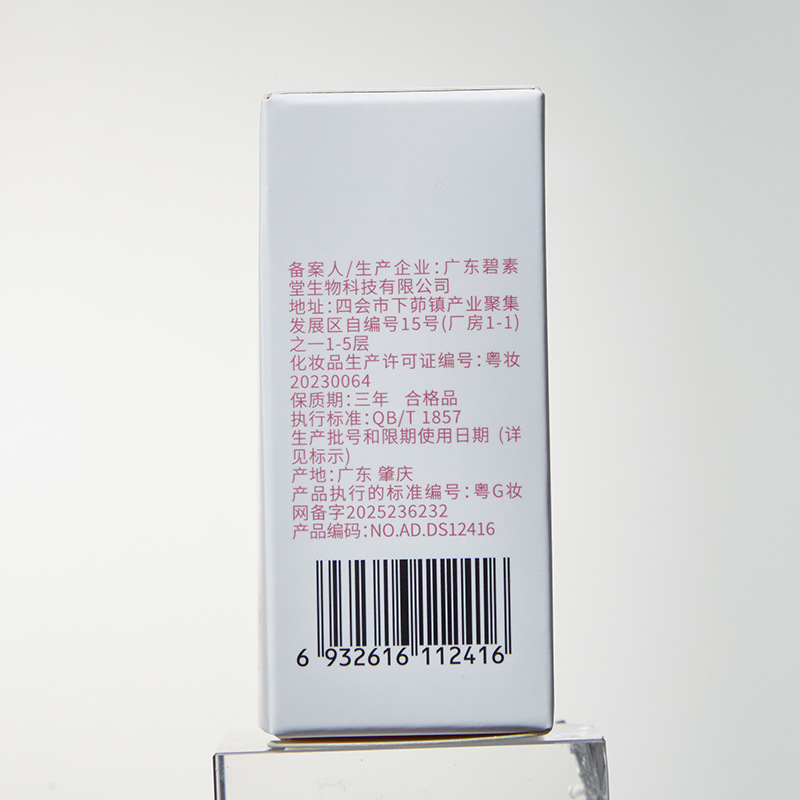 备案人/生产企业:广东碧素
堂生物科技有限公司
地址:四会市下茆镇产业聚集
发展区自编号15号(厂房1-1)
之一1-5层
化妆品生产许可证编号:粤妆
20230064
保质期:三年 合格品
执行标准:QB/T 1857
生产批号和限期使用日期 (详
见标示)
产地:广东 肇庆
产品执行的标准编号:粤G妆
网备字2025236232
产品编码:NO.AD.DS12416
6 932616 112416